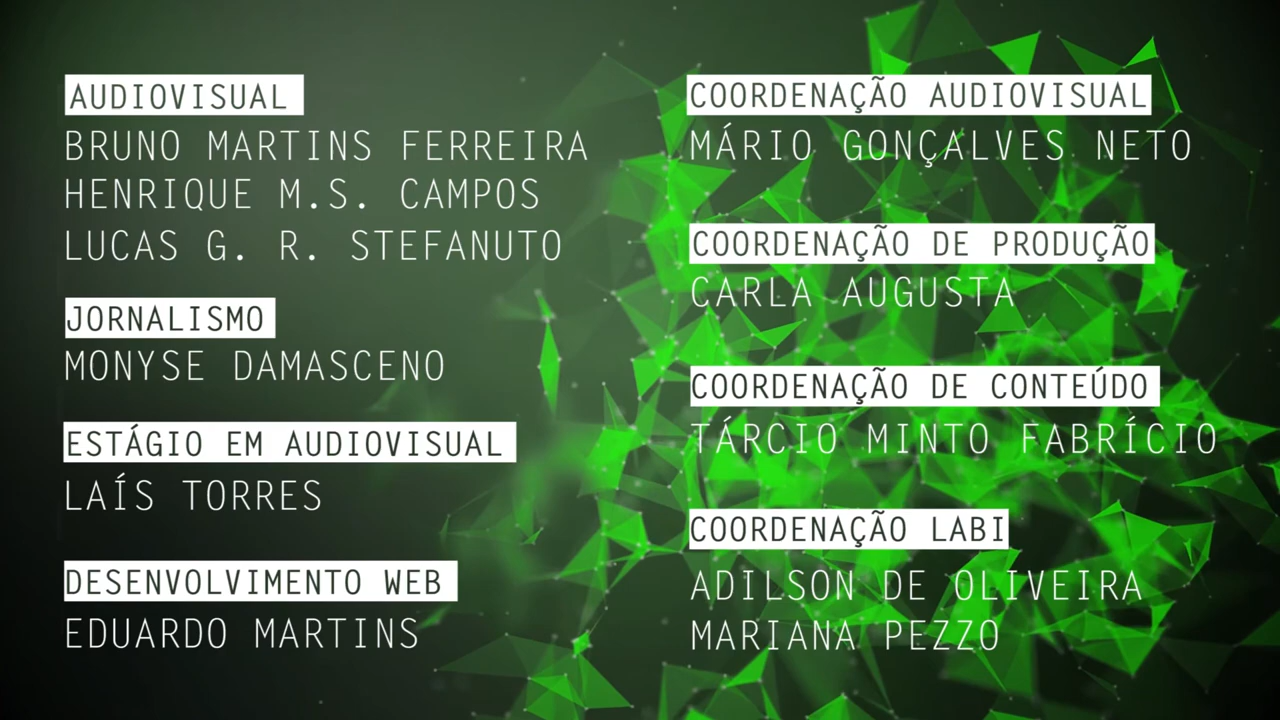 AUDIOVISUAL
BRUNO MARTINS FERREIRA
HENRIQUE M.S. CAMPOS
LUCAS G. R. STEFANUTO
JORNALISMO
MONYSE DAMASCENO
ESTÁGIO EM AUDIOVISUAL
LAÍS TORRES
DESENVOLVIMENTO WEB
EDUARDO MARTINS
COORDENAÇÃO AUDIOVISUAL
MÁRIO GONÇALVES NETO
COORDENAÇÃO DE PRODUÇÃO
CARLA AUGUSTA
COORDENAÇÃO DE CONTEÚDO
TÁRCIO MINTO FABRÍCIO
COORDENAÇÃO LABI
ADILSON DE OLIVEIRA
MARIANA PEZZO